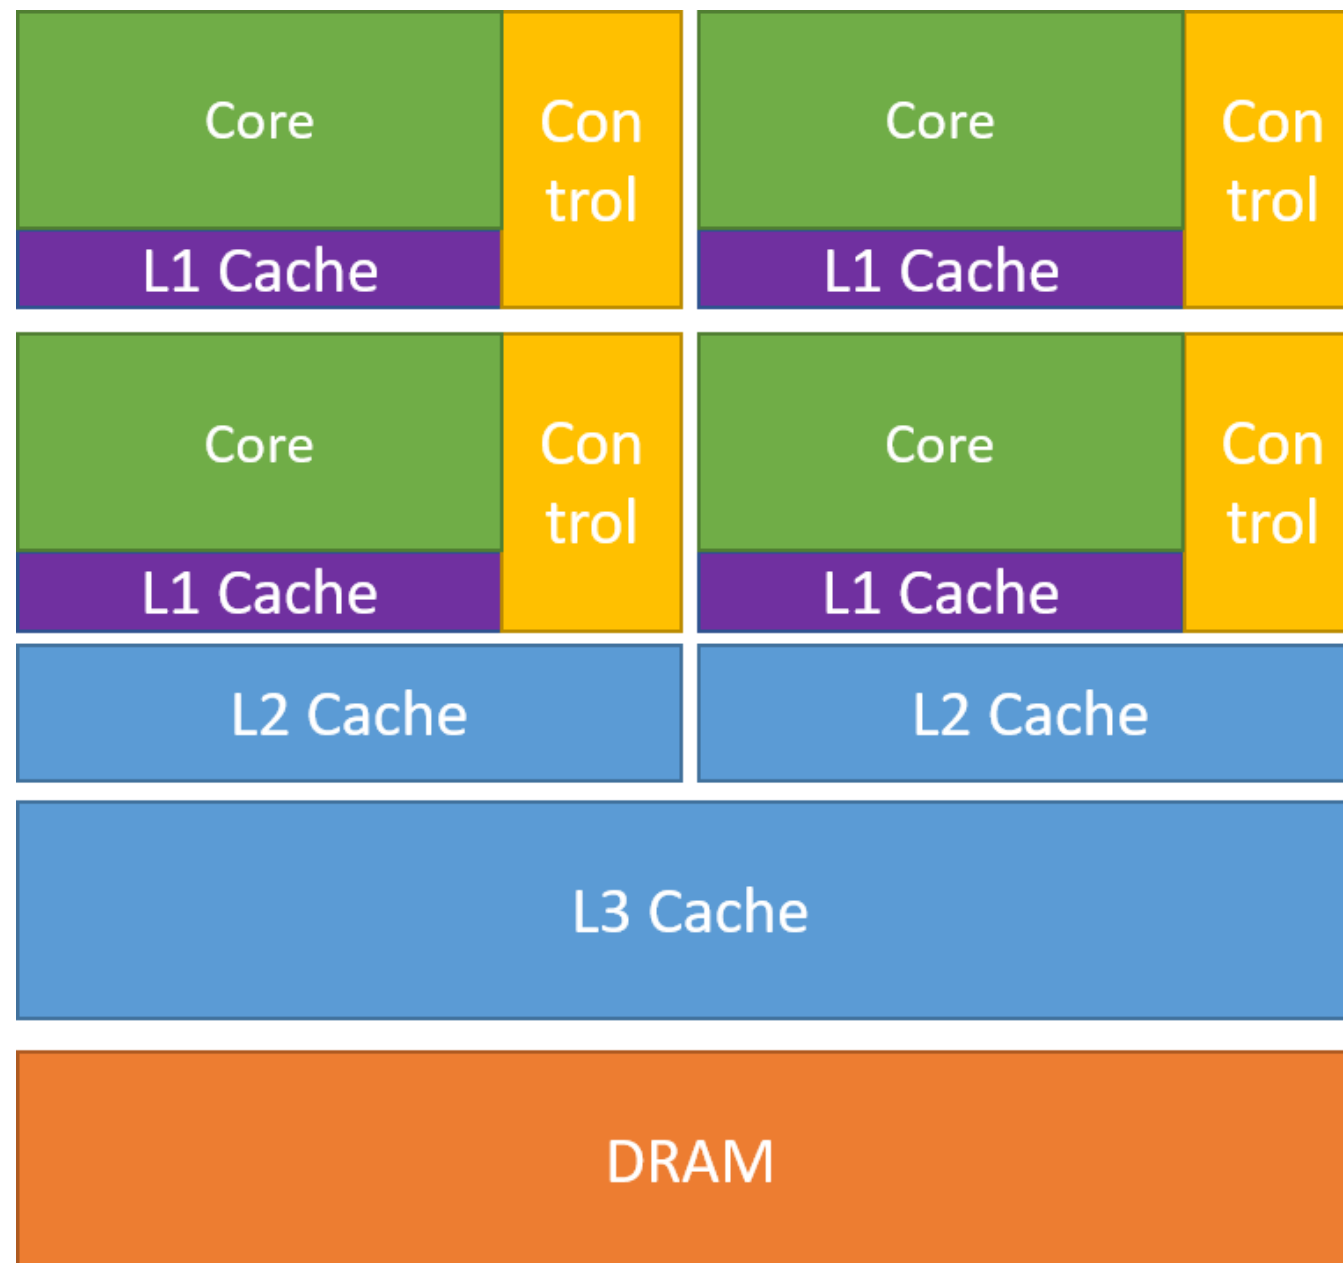 Core
Con
trol
L1 Cache
Core
Con
trol
L1 Cache
Core
Con
trol
L1 Cache
Core
Con
trol
L1 Cache
L2 Cache
L2 Cache
L3 Cache
DRAM